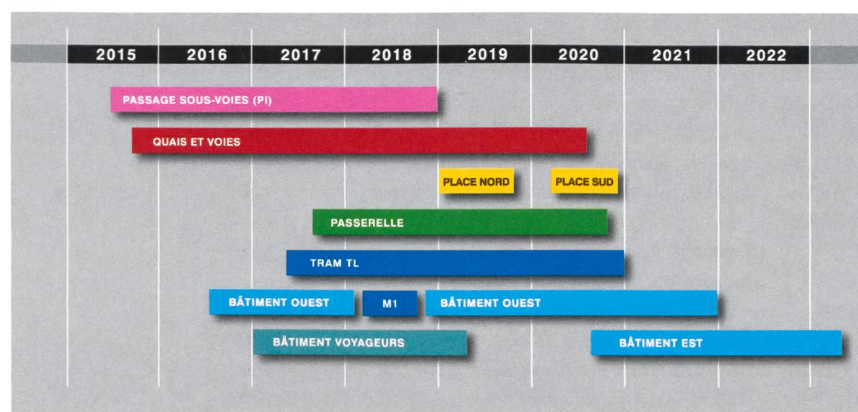 2015 2016 2017 2018 2019 2020 2021 2022
PASSAGE SOUS-VOIES (PI)
QUAIS ET VOIES
PLACE NORD PLACE SUD
PASSERELLE
TRAM TL
BÂTIMENT OUEST M1 BÂTIMENT OUEST
BÂTIMENT VOYAGEURS BÂTIMENT EST